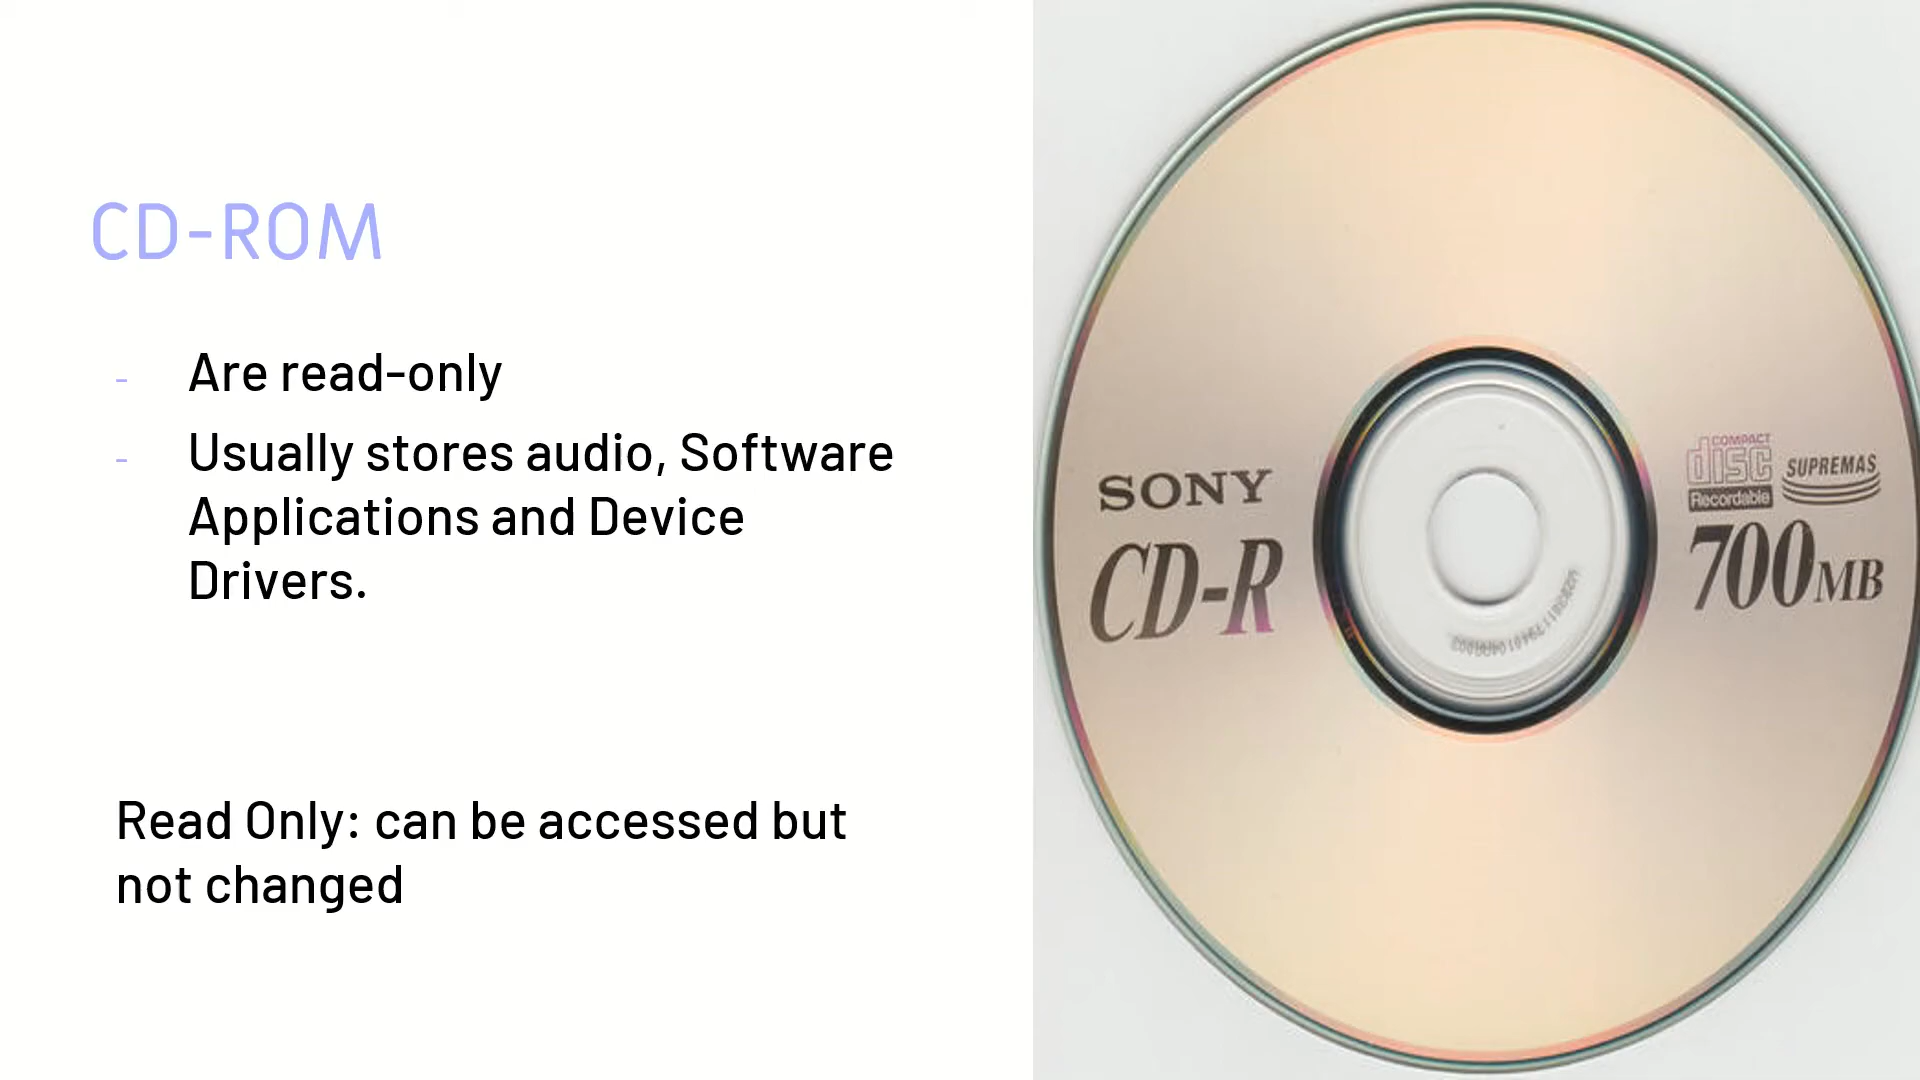 CD-ROM
- Are read-only
- Usually stores audio, Software
Applications and Device
Drivers.
Read Only: can be accessed but
not changed
SONY
CD-R
COMPACT
disc
Recordable
SUPREMAS
700MB